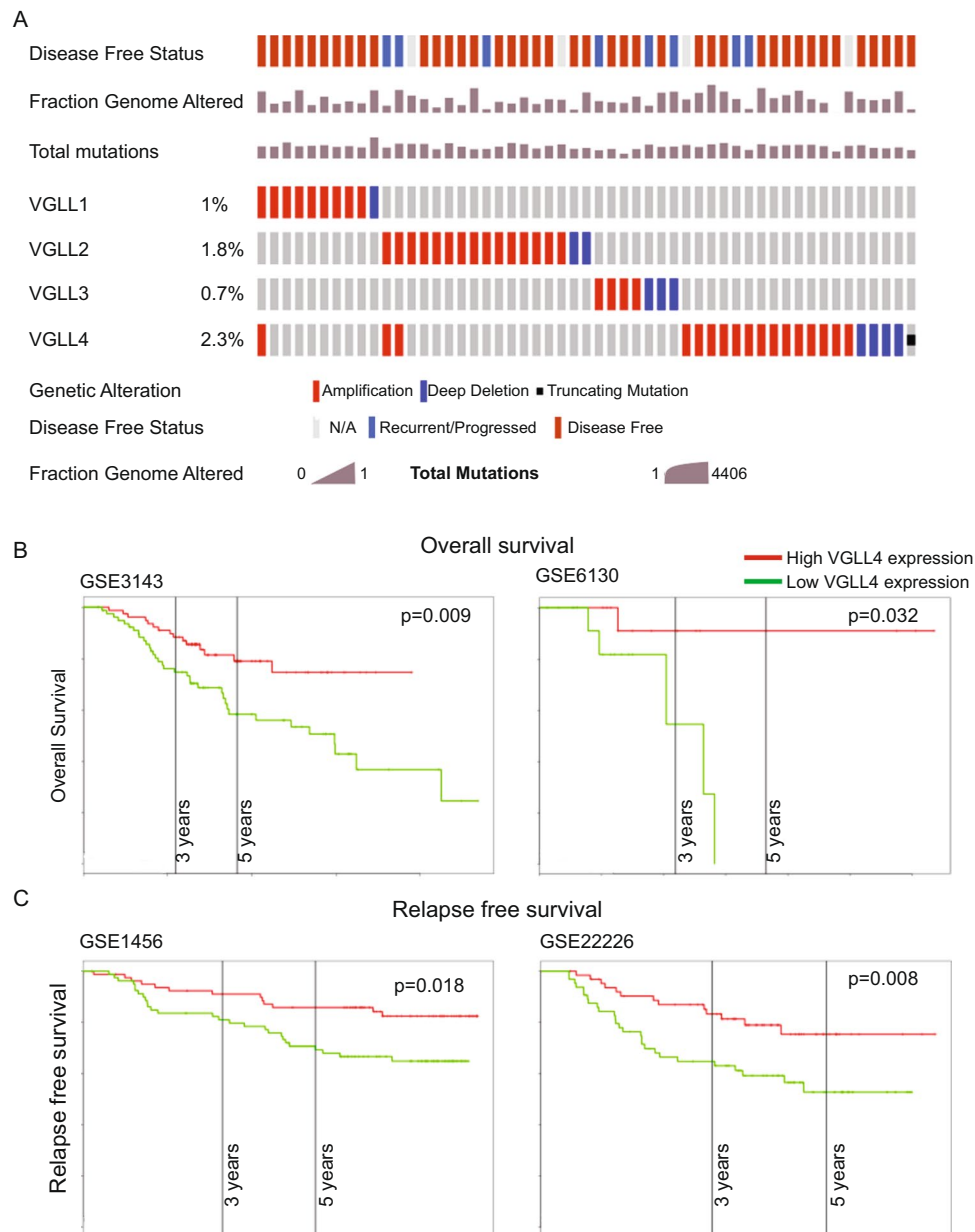 A
Disease Free Status
Fraction Genome Altered
Total mutations
VGLL1 1%
VGLL2 1.8%
VGLL3 0.7%
VGLL4 2.3%
Genetic Alteration Amplification Deep Deletion Truncating Mutation
Disease Free Status N/A Recurrent/Progressed Disease Free
Fraction Genome Altered 0 1 Total Mutations 1 4406
B
Overall survival
High VGLL4 expression
Low VGLL4 expression
GSE3143
p=0.009
Overall Survival
3 years
5 years
GSE6130
p=0.032
3 years
5 years
C
Relapse free survival
GSE1456
p=0.018
Relapse free survival
3 years
5 years
GSE22226
p=0.008
3 years
5 years